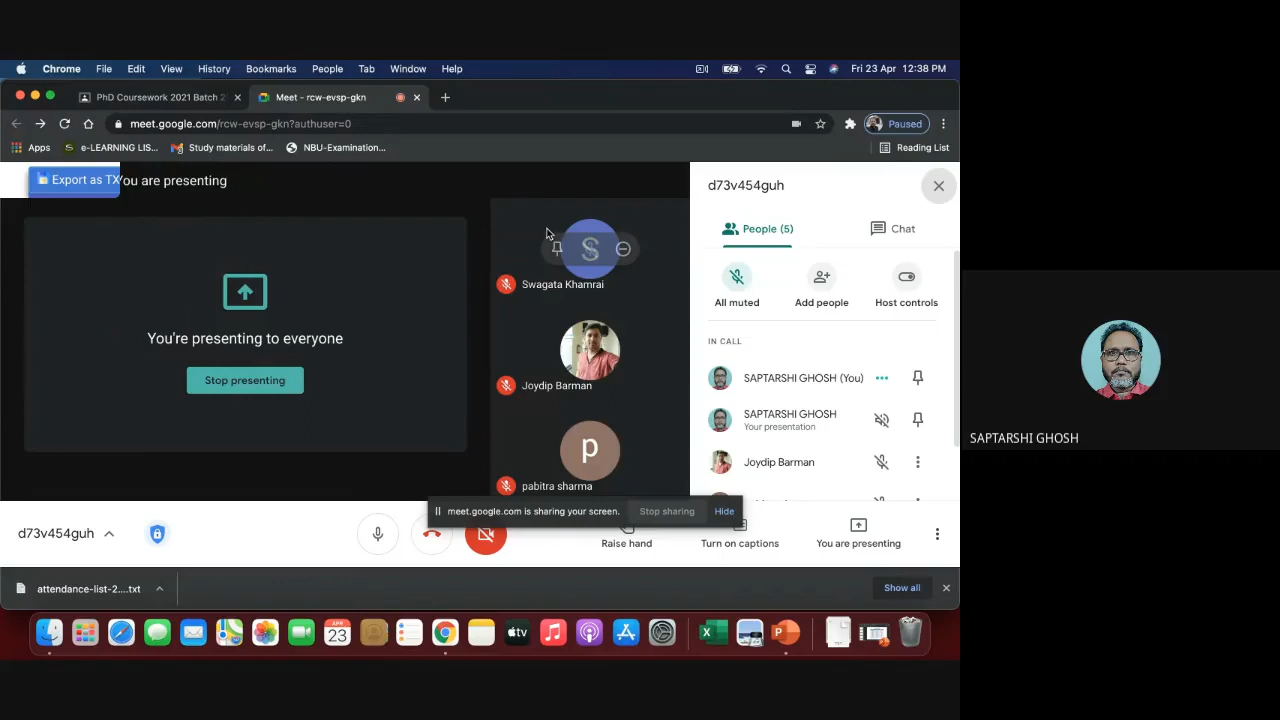 Chrome File Edit View History Bookmarks People Tab Window Help Fri 23 Apr 12:38 PM
PhD Coursework 2021 Batch 2 Meet - rcw-evsp-gkn
meet.google.com/rcw-evsp-gkn?authuser=0 Paused
Apps e-LEARNING LIS... Study materials of... NBU-Examination... Reading List
Export as TX You are presenting
d73v454guh
People (5) Chat
You're presenting to everyone
Stop presenting
S
Swagata Khamrai
Joydip Barman
p
pabitra sharma
All muted Add people Host controls
IN CALL
SAPTARSHI GHOSH (You)
SAPTARSHI GHOSH
Your presentation
Joydip Barman
SAPTARSHI GHOSH
meet.google.com is sharing your screen. Stop sharing Hide
d73v454guh
Raise hand Turn on captions You are presenting
attendance-list-2....txt Show all
APR
23
tv
X
P